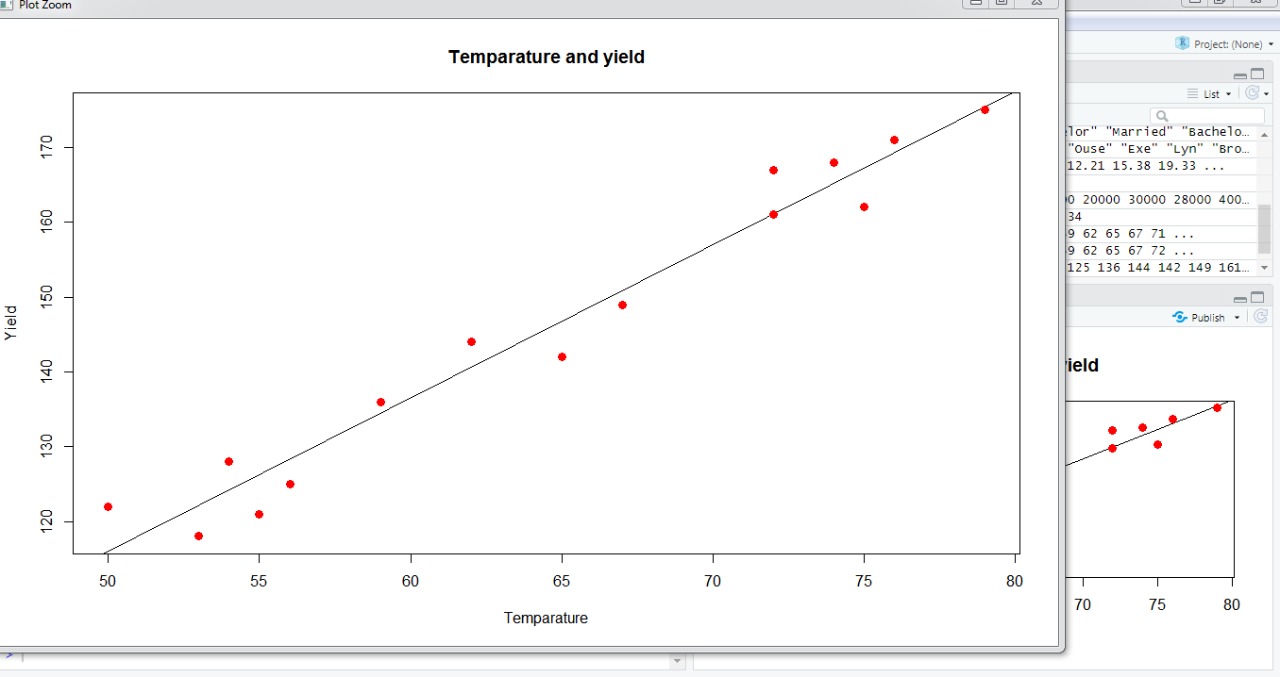 Plot Zoom
Temparature and yield
170
160
150
140
130
120
Yield
50 55 60 65 70 75 80
Temparature
Project: (None)
List
"Married" "Bachelo...
"Ouse" "Exe" "Lyn" "Bro...
12.21 15.38 19.33 ...
20000 30000 28000 400...
34
9 62 65 67 71 ...
9 62 65 67 72 ...
125 136 144 142 149 161...
Publish
ield
70 75 80
>